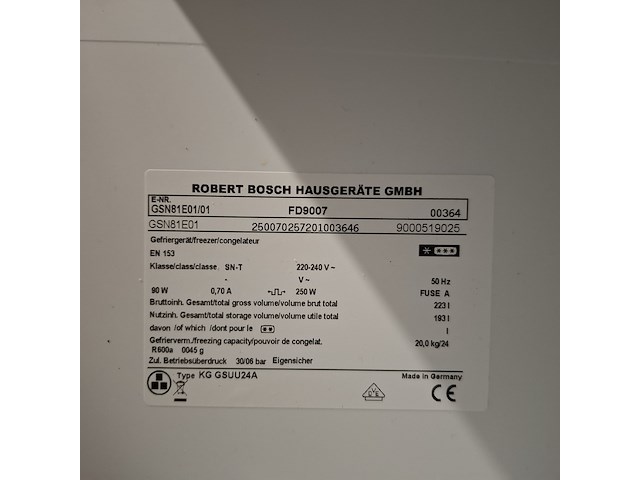 ROBERT BOSCH HAUSGERÄTE GMBH
E-NR.
GSN81E01/01 FD9007 00364
GSN81E01 250070257201003646 9000519025
Gefriergerät/freezer/congelateur
EN 153
Klasse/class/classe SN-T 220-240 V ~
- V ~ 50 Hz
90 W 0,70 A 250 W FUSE A
Bruttoinh. Gesamt/total gross volume/volume brut total 223 l
Nutzinh. Gesamt/total storage volume/volume utile total 193 l
davon /of which /dont pour le l
Gefrierverm./freezing capacity/pouvoir de congelat. 20,0 kg/24
R600a 0045 g
Zul. Betriebsüberdruck 30/06 bar Eigensicher
Type KG GSUU24A Made in Germany
CE